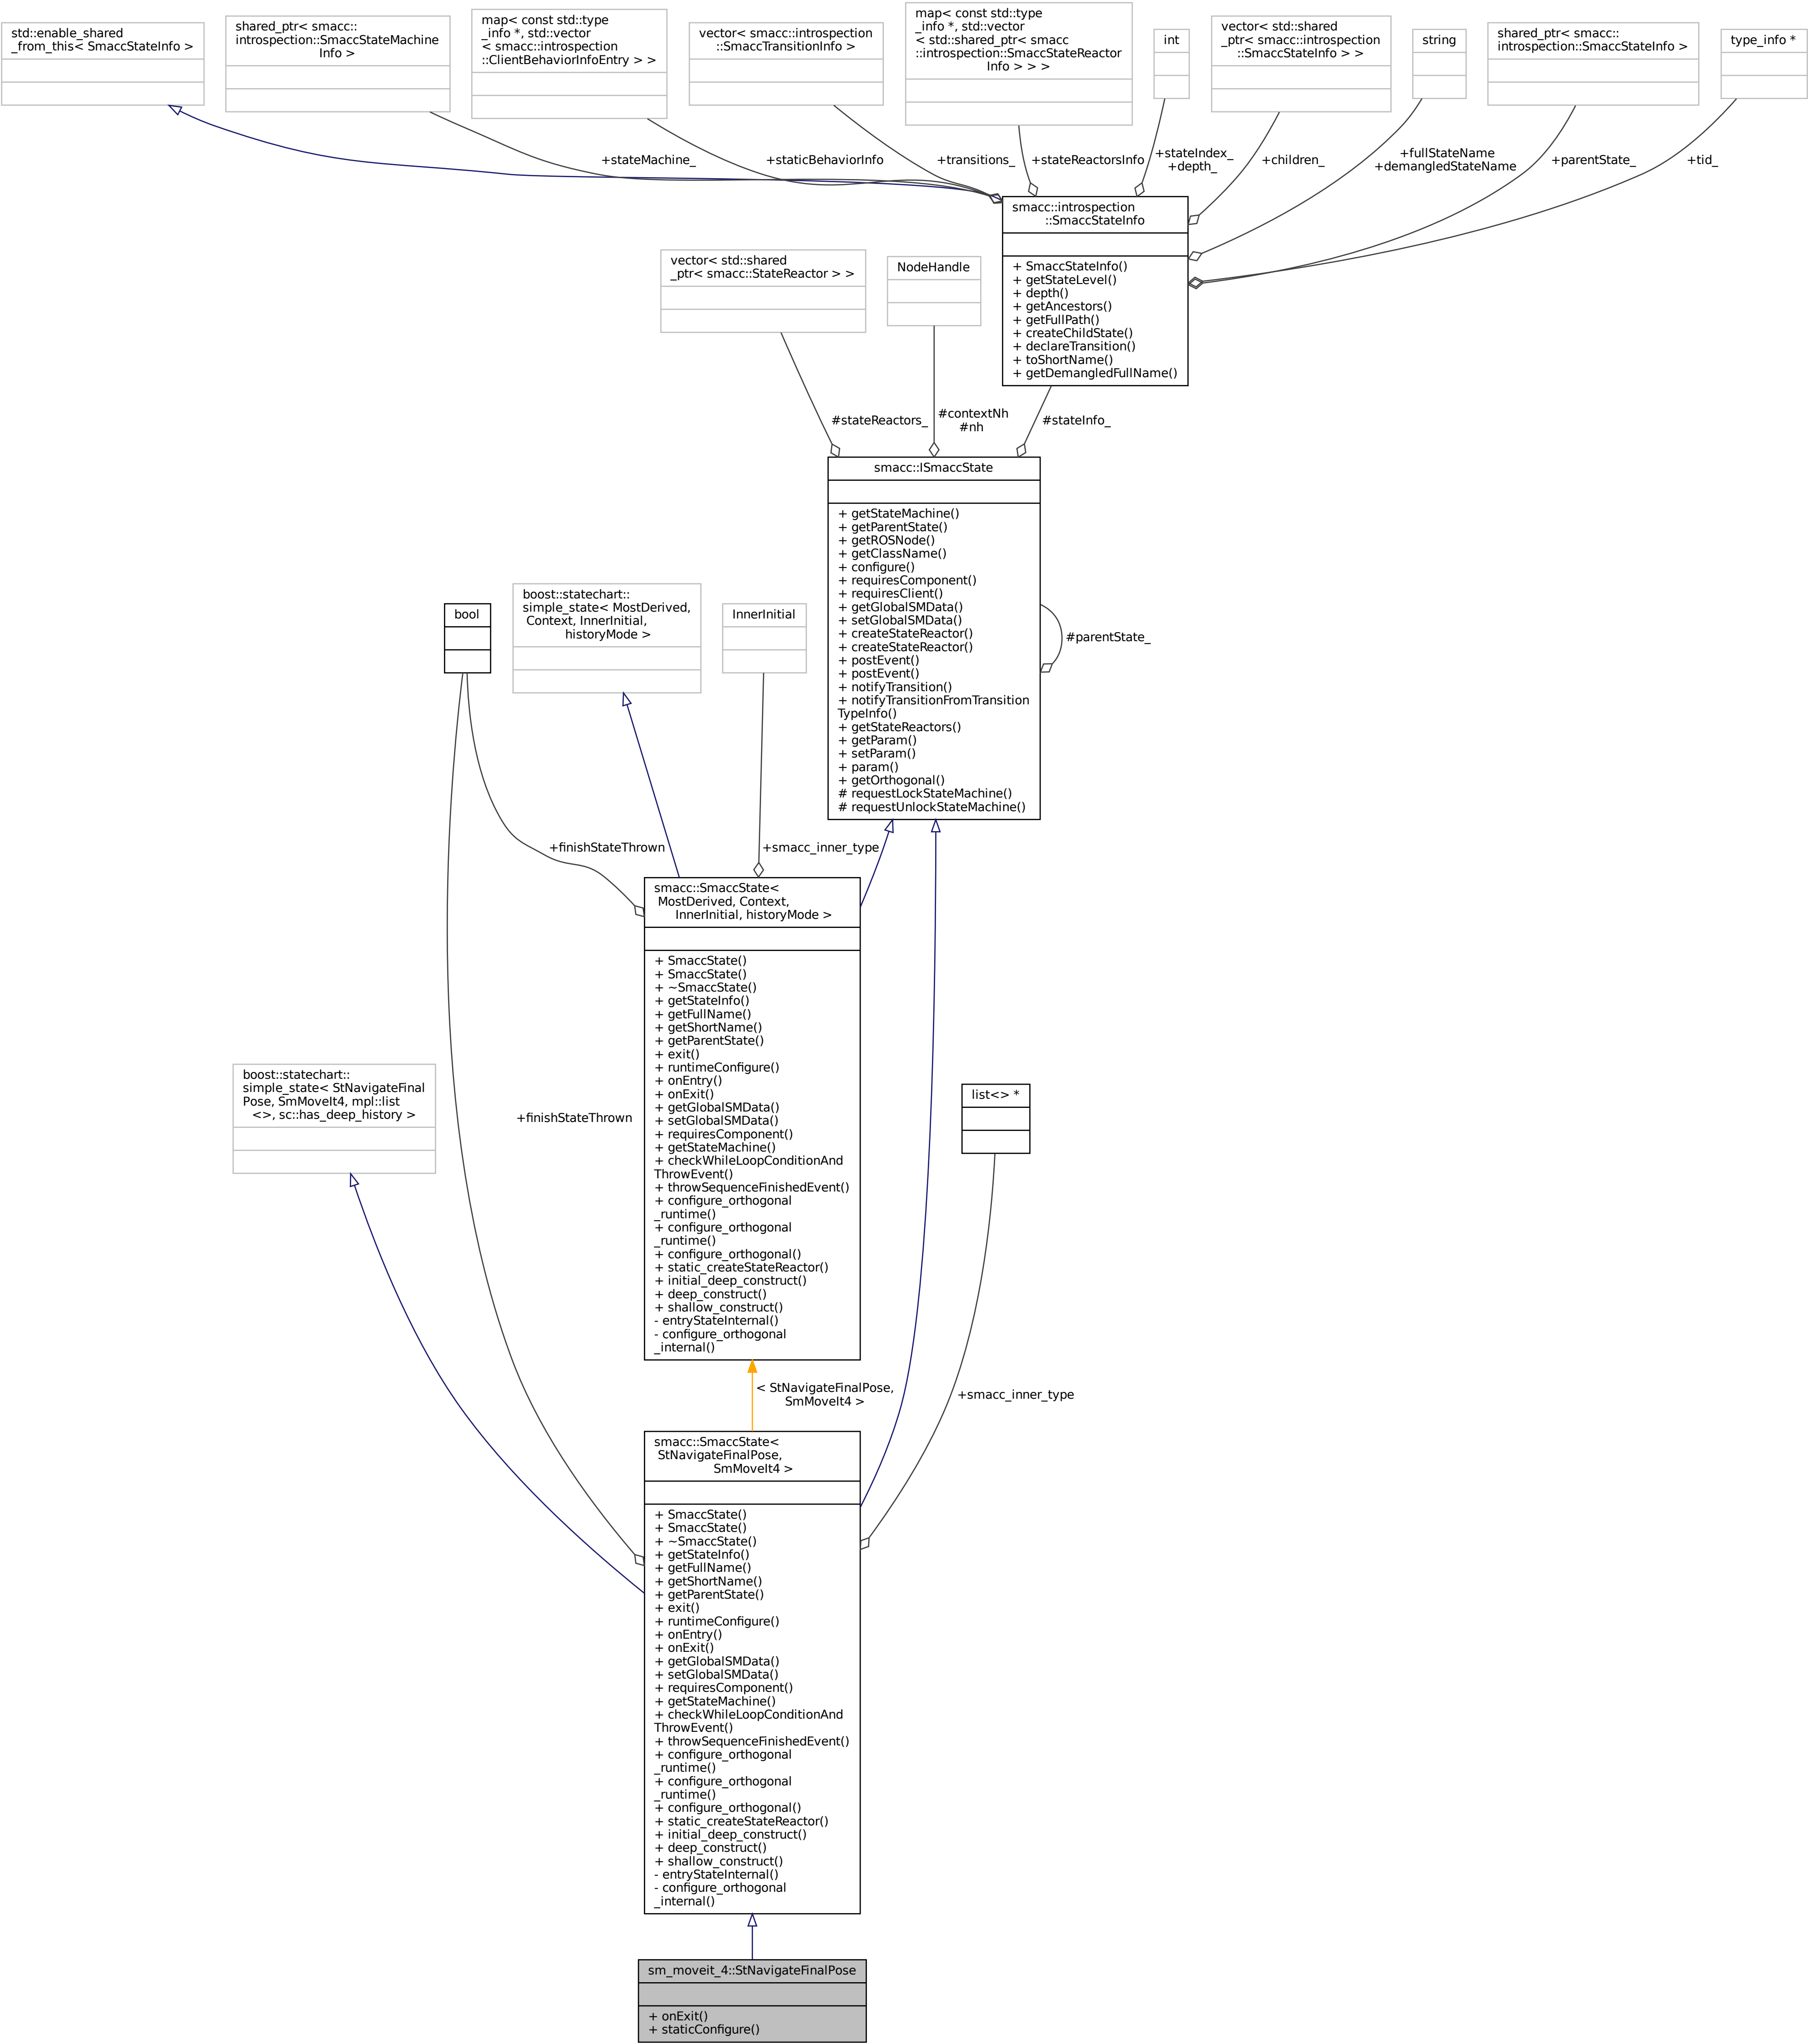 std::enable_shared
_from_this< SmaccStateInfo >
shared_ptr< smacc::
introspection::SmaccStateMachine
Info >
map< const std::type
_info *, std::vector
< smacc::introspection
::ClientBehaviorInfoEntry > >
vector< smacc::introspection
::SmaccTransitionInfo >
map< const std::type
_info *, std::vector
< std::shared_ptr< smacc
::introspection::SmaccStateReactor
Info > > >
int
vector< std::shared
_ptr< smacc::introspection
::SmaccStateInfo > >
string
shared_ptr< smacc::
introspection::SmaccStateInfo >
type_info *
+stateMachine_
+staticBehaviorInfo
+transitions_
+stateReactorsInfo
+stateIndex_
+depth_
+children_
+fullStateName
+demangledStateName
+parentState_
+tid_
smacc::introspection
::SmaccStateInfo
+ SmaccStateInfo()
+ getStateLevel()
+ depth()
+ getAncestors()
+ getFullPath()
+ createChildState()
+ declareTransition()
+ toShortName()
+ getDemangledFullName()
vector< std::shared
_ptr< smacc::StateReactor > >
NodeHandle
#stateReactors_
#contextNh
#nh
#stateInfo_
smacc::ISmaccState
+ getStateMachine()
+ getParentState()
+ getROSNode()
+ getClassName()
+ configure()
+ requiresComponent()
+ requiresClient()
+ getGlobalSMData()
+ setGlobalSMData()
+ createStateReactor()
+ createStateReactor()
+ postEvent()
+ postEvent()
+ notifyTransition()
+ notifyTransitionFromTransition
TypeInfo()
+ getStateReactors()
+ getParam()
+ setParam()
+ param()
+ getOrthogonal()
# requestLockStateMachine()
# requestUnlockStateMachine()
#parentState_
bool
boost::statechart::
simple_state< MostDerived,
Context, InnerInitial,
historyMode >
InnerInitial
+finishStateThrown
+smacc_inner_type
smacc::SmaccState<
MostDerived, Context,
InnerInitial, historyMode >
+ SmaccState()
+ SmaccState()
+ ~SmaccState()
+ getStateInfo()
+ getFullName()
+ getShortName()
+ getParentState()
+ exit()
+ runtimeConfigure()
+ onEntry()
+ onExit()
+ getGlobalSMData()
+ setGlobalSMData()
+ requiresComponent()
+ getStateMachine()
+ checkWhileLoopConditionAnd
ThrowEvent()
+ throwSequenceFinishedEvent()
+ configure_orthogonal
_runtime()
+ configure_orthogonal
_runtime()
+ configure_orthogonal()
+ static_createStateReactor()
+ initial_deep_construct()
+ deep_construct()
+ shallow_construct()
- entryStateInternal()
- configure_orthogonal
_internal()
boost::statechart::
simple_state< StNavigateFinal
Pose, SmMoveIt4, mpl::list
<>, sc::has_deep_history >
+finishStateThrown
list<> *
< StNavigateFinalPose,
SmMoveIt4 >
+smacc_inner_type
smacc::SmaccState<
StNavigateFinalPose,
SmMoveIt4 >
+ SmaccState()
+ SmaccState()
+ ~SmaccState()
+ getStateInfo()
+ getFullName()
+ getShortName()
+ getParentState()
+ exit()
+ runtimeConfigure()
+ onEntry()
+ onExit()
+ getGlobalSMData()
+ setGlobalSMData()
+ requiresComponent()
+ getStateMachine()
+ checkWhileLoopConditionAnd
ThrowEvent()
+ throwSequenceFinishedEvent()
+ configure_orthogonal
_runtime()
+ configure_orthogonal
_runtime()
+ configure_orthogonal()
+ static_createStateReactor()
+ initial_deep_construct()
+ deep_construct()
+ shallow_construct()
- entryStateInternal()
- configure_orthogonal
_internal()
sm_moveit_4::StNavigateFinalPose
+ onExit()
+ staticConfigure()